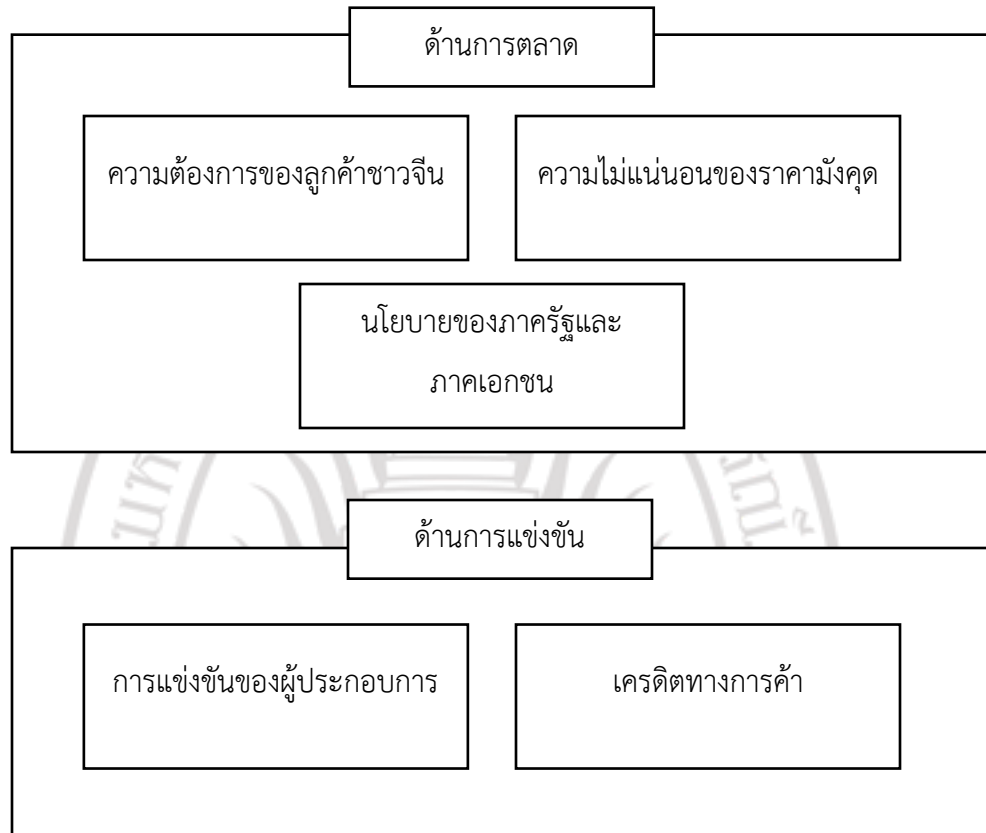 ด้านการตลาด
ความต้องการของลูกค้าชาวจีน
ความไม่แน่นอนของราคามังคุด
นโยบายของภาครัฐและ
ภาคเอกชน
ด้านการแข่งขัน
การแข่งขันของผู้ประกอบการ
เครดิตทางการค้า